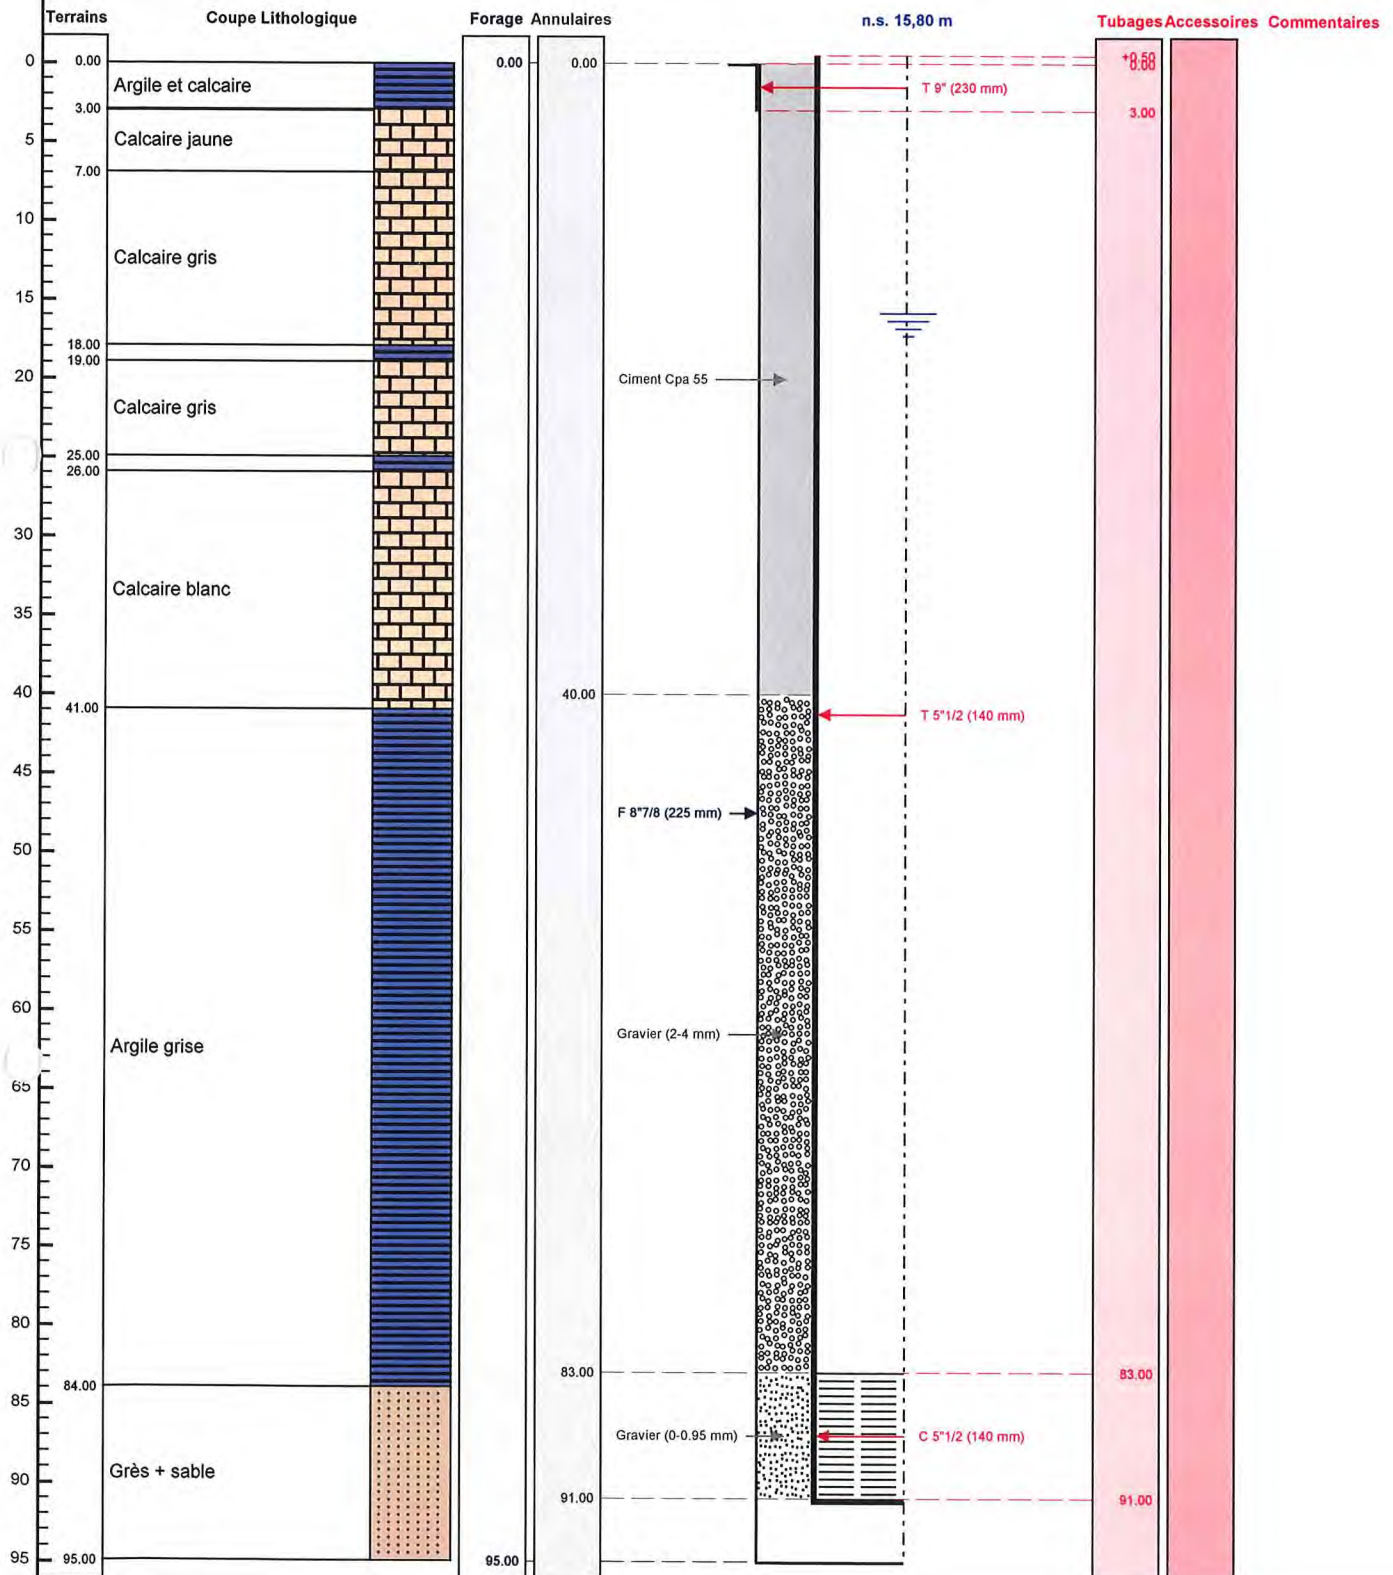 Terrains Coupe Lithologique Forage Annulaires n.s. 15,80 m Tubages Accessoires Commentaires
+0.50
0 0.00 0.00 0.00 0.00
Argile et calcaire T 9" (230 mm)
3.00 3.00
5 Calcaire jaune
7.00
10
Calcaire gris
15
18.00
19.00
20 Ciment Cpa 55
Calcaire gris
25.00
26.00
30
Calcaire blanc
35
40 40.00
41.00 T 5"1/2 (140 mm)
45
F 8"7/8 (225 mm)
50
55
60
Gravier (2-4 mm)
Argile grise
65
70
75
80
83.00 83.00
84.00
85
Gravier (0-0.95 mm) C 5"1/2 (140 mm)
Grès + sable
90
91.00 91.00
95 95.00 95.00